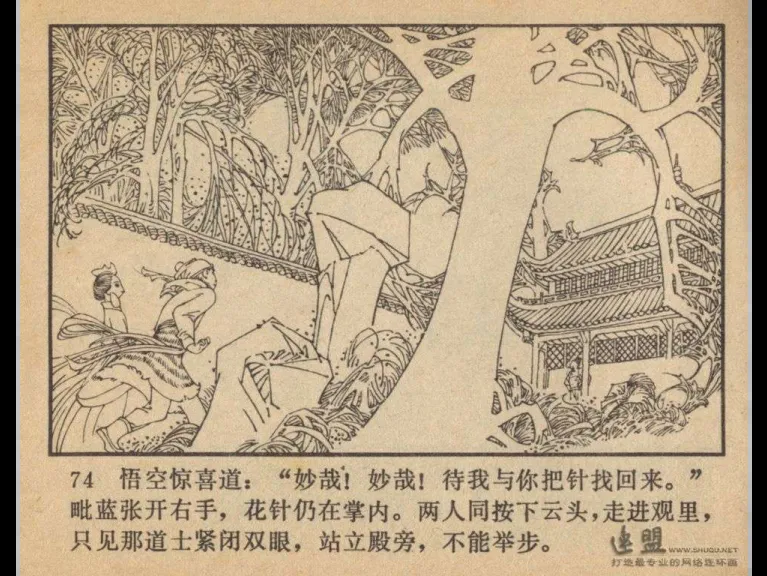 74 悟空惊喜道：“妙哉！妙哉！待我与你把针找回来。”
毗蓝张开右手，花针仍在掌内。两人同按下云头，走进观里，
只见那道士紧闭双眼，站立殿旁，不能举步。
连盟 WWW.SHUQU.NET
打造最专业的网络连环画